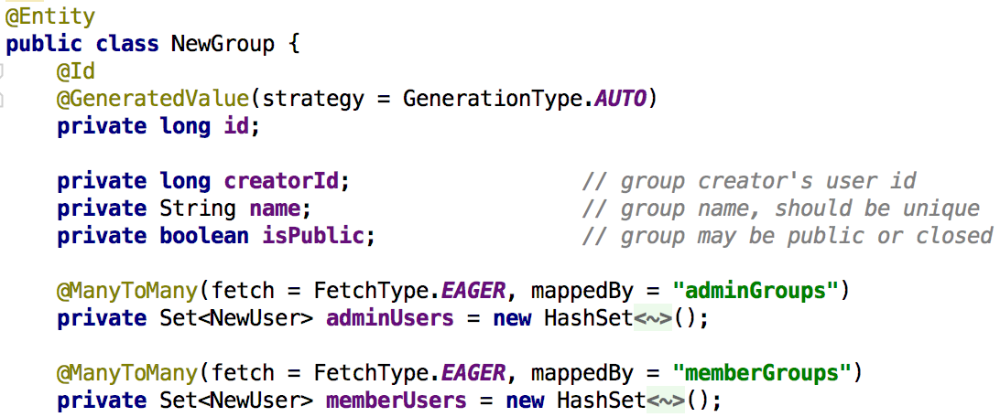 @Entity
public class NewGroup {
@Id
@GeneratedValue(strategy = GenerationType.AUTO)
private long id;
private long creatorId; // group creator's user id
private String name; // group name, should be unique
private boolean isPublic; // group may be public or closed
@ManyToMany(fetch = FetchType.EAGER, mappedBy = "adminGroups")
private Set<NewUser> adminUsers = new HashSet<~>();
@ManyToMany(fetch = FetchType.EAGER, mappedBy = "memberGroups")
private Set<NewUser> memberUsers = new HashSet<~>();